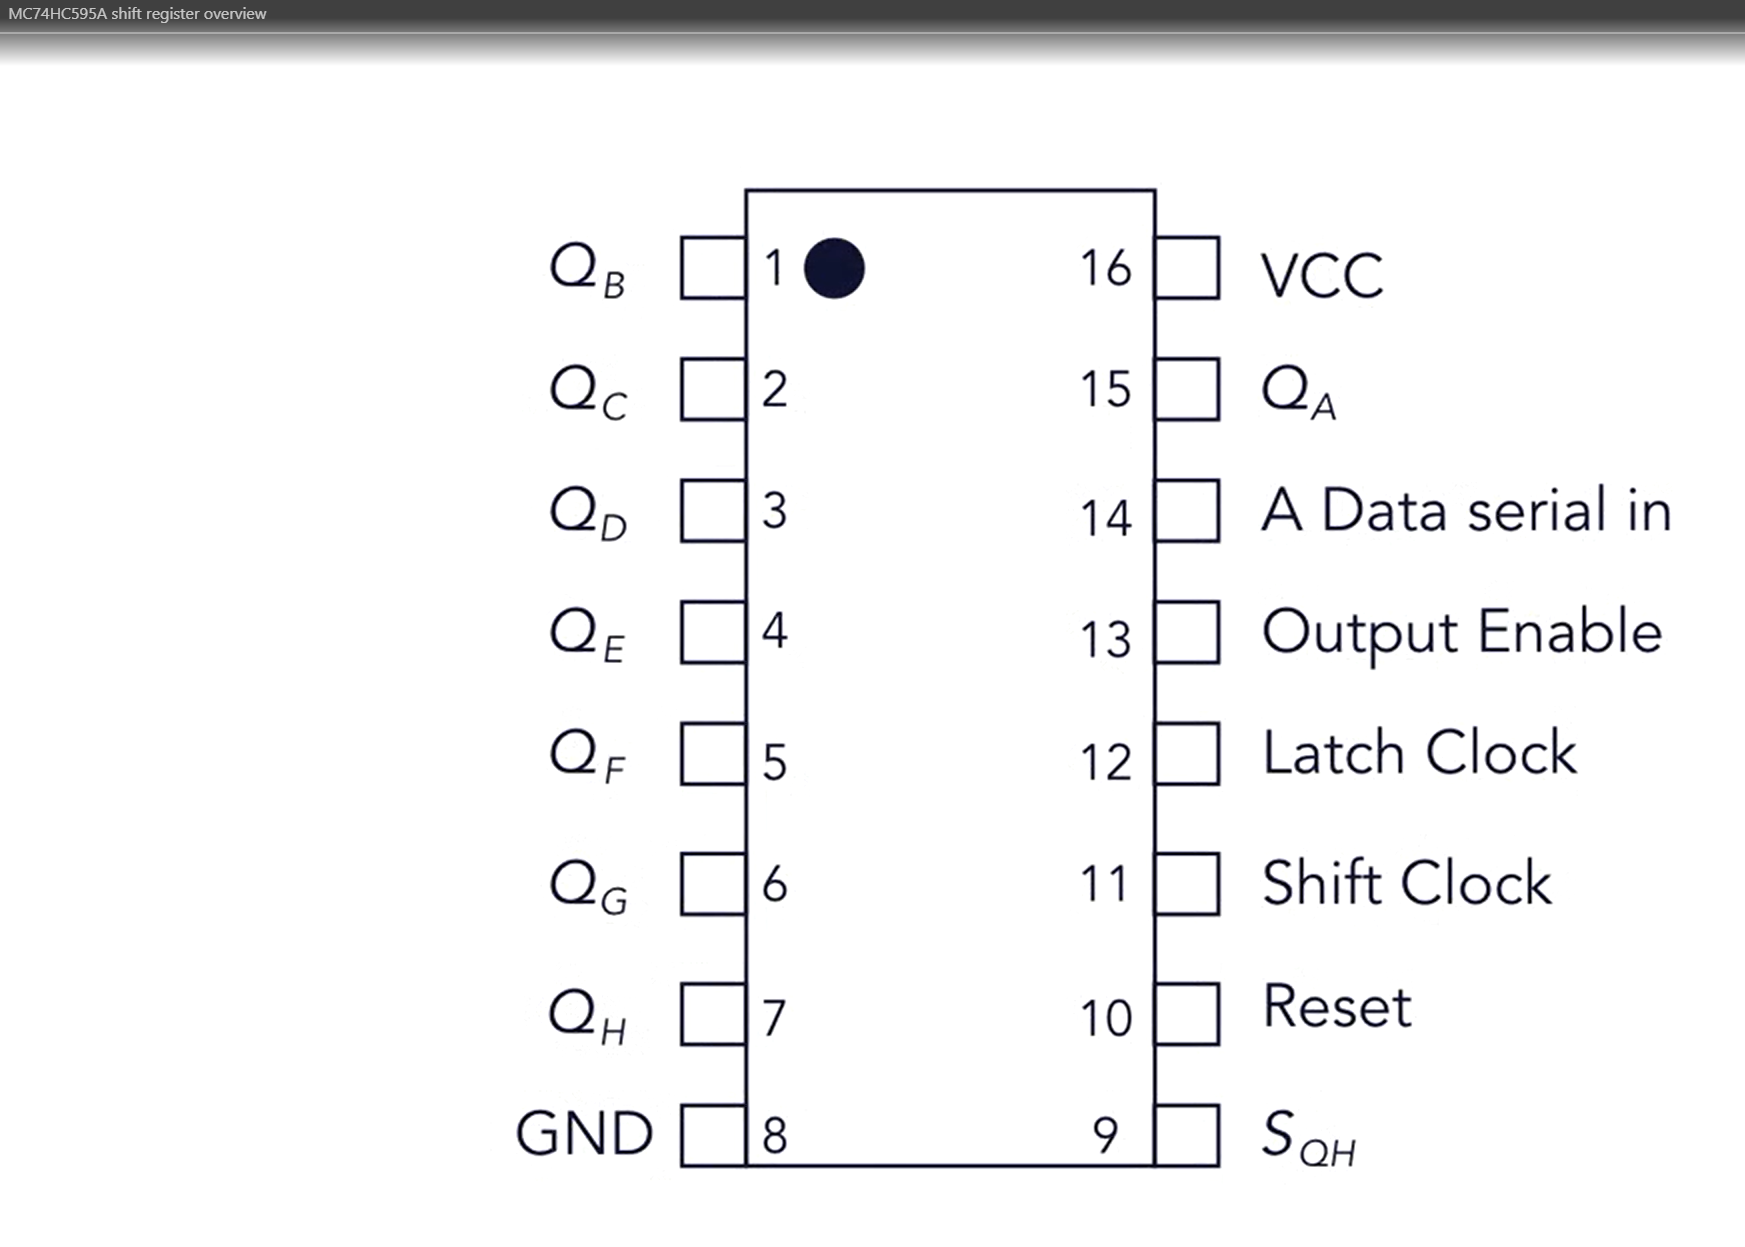 MC74HC595A shift register overview
Q_B 1 16 VCC
Q_C 2 15 Q_A
Q_D 3 14 A Data serial in
Q_E 4 13 Output Enable
Q_F 5 12 Latch Clock
Q_G 6 11 Shift Clock
Q_H 7 10 Reset
GND 8 9 S_QH